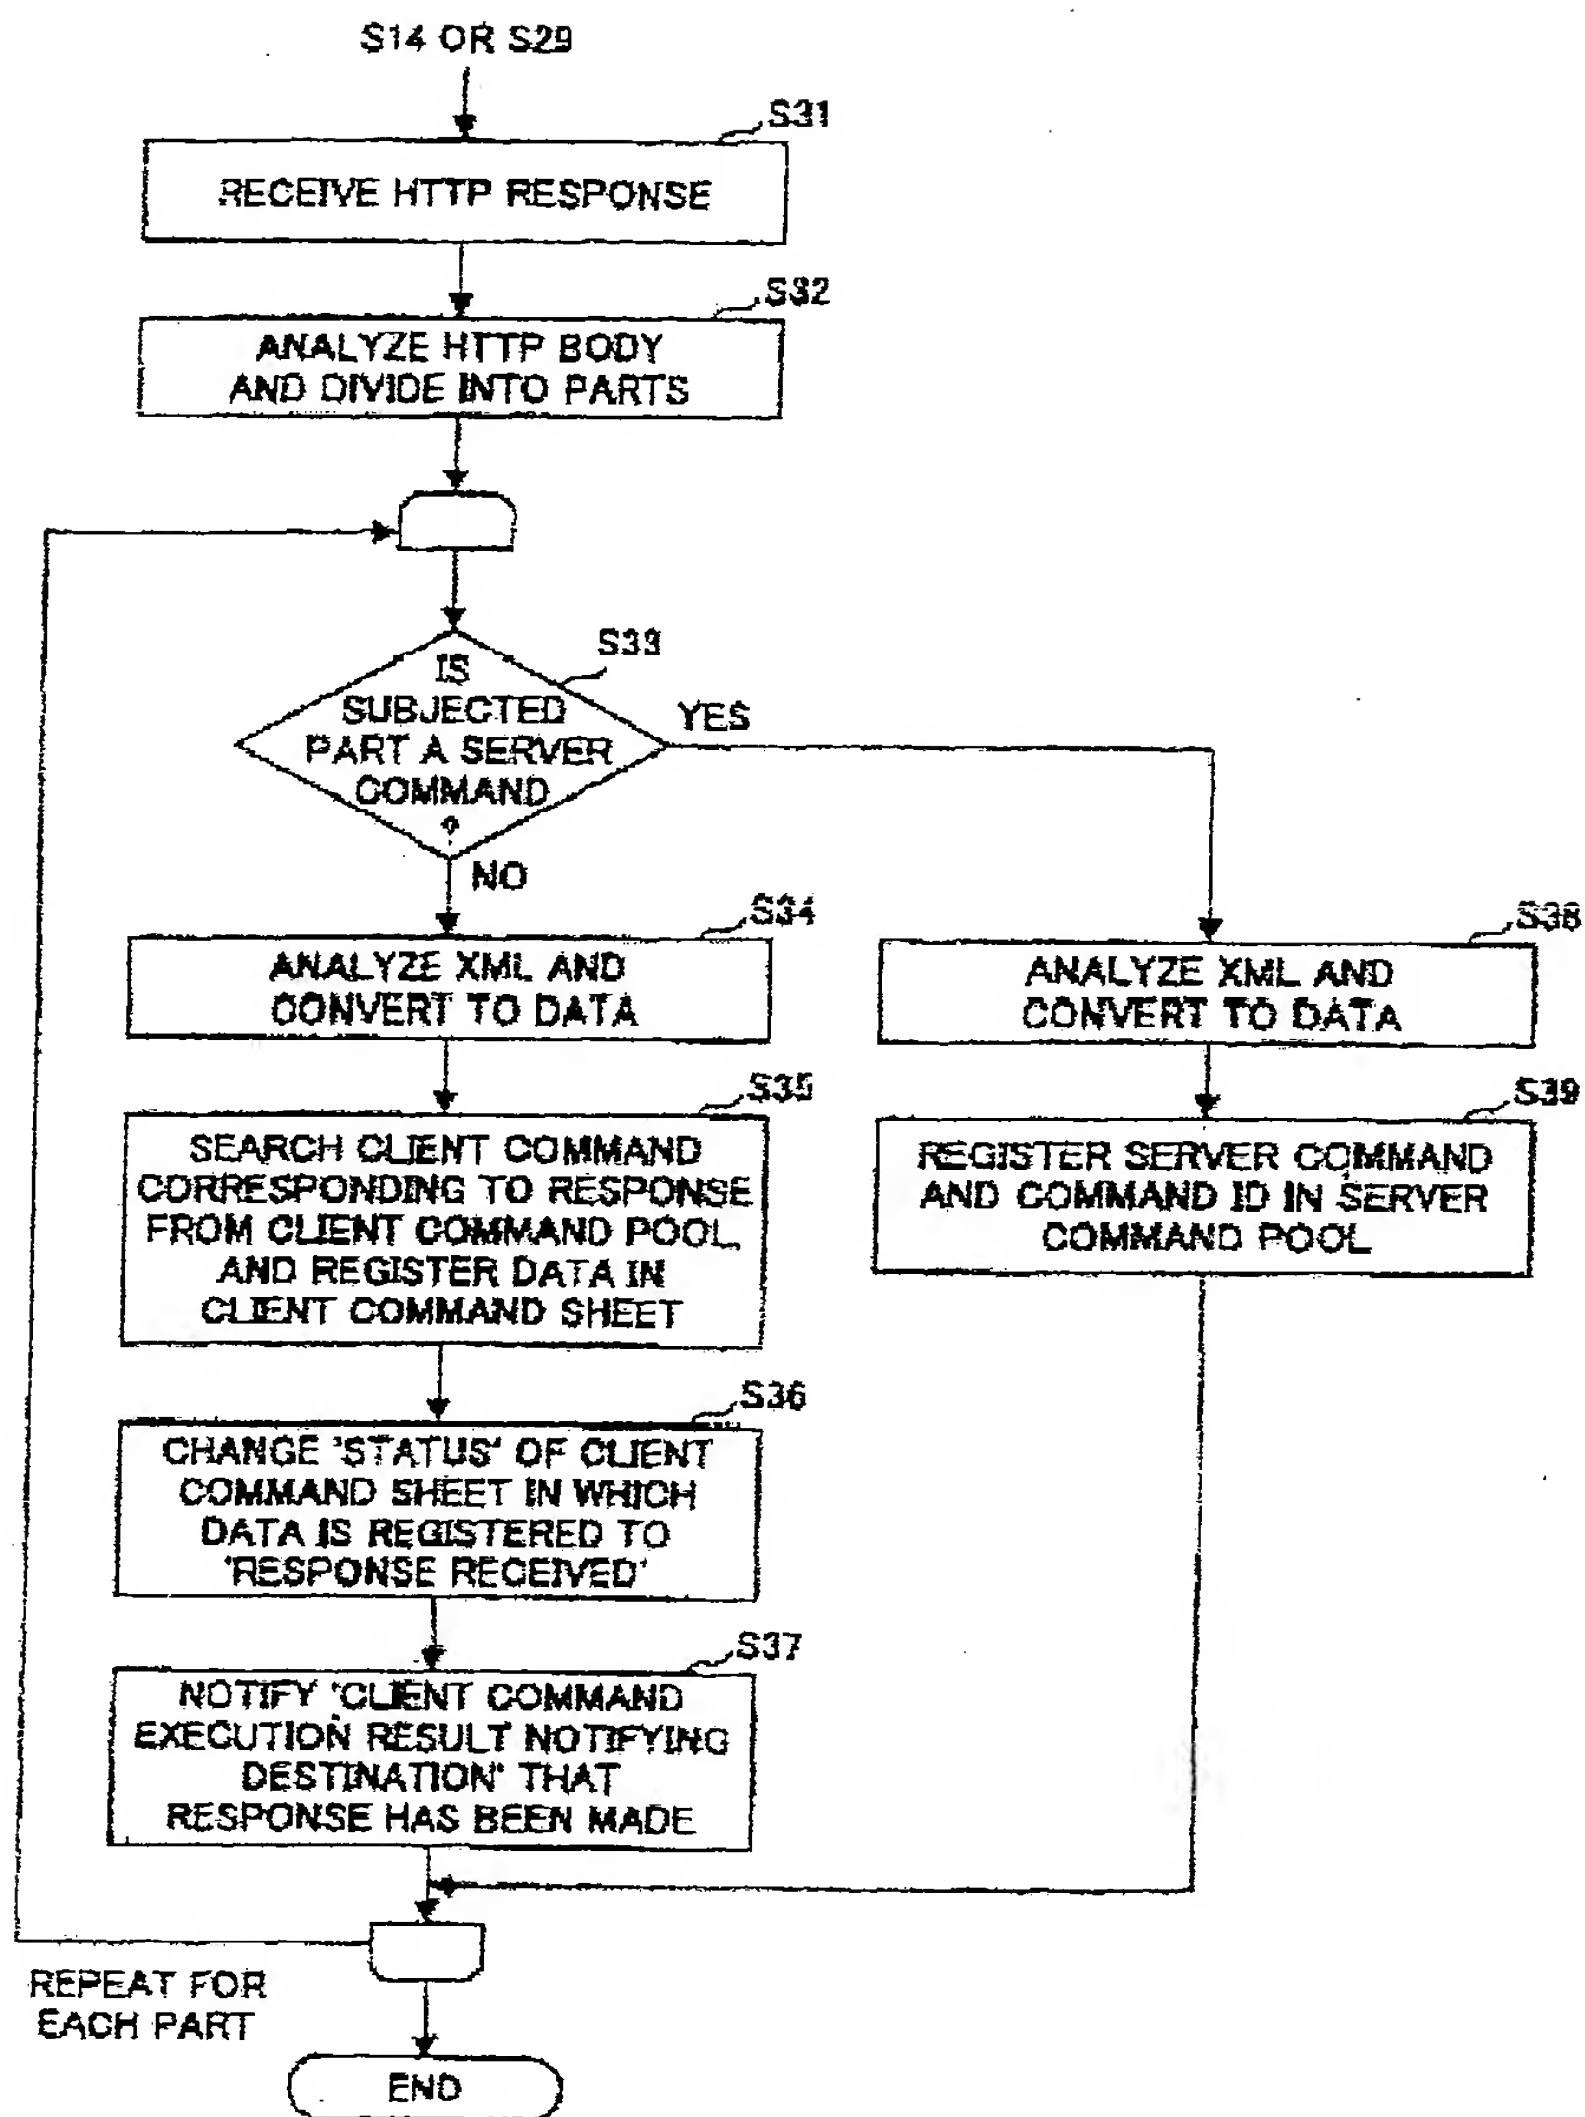 S14 OR S29
S31
RECEIVE HTTP RESPONSE
S32
ANALYZE HTTP BODY
AND DIVIDE INTO PARTS
S33
IS
SUBJECTED
PART A SERVER
COMMAND
?
YES
NO
S34
ANALYZE XML AND
CONVERT TO DATA
S38
ANALYZE XML AND
CONVERT TO DATA
S35
SEARCH CLIENT COMMAND
CORRESPONDING TO RESPONSE
FROM CLIENT COMMAND POOL,
AND REGISTER DATA IN
CLIENT COMMAND SHEET
S39
REGISTER SERVER COMMAND
AND COMMAND ID IN SERVER
COMMAND POOL
S36
CHANGE 'STATUS' OF CLIENT
COMMAND SHEET IN WHICH
DATA IS REGISTERED TO
'RESPONSE RECEIVED'
S37
NOTIFY 'CLIENT COMMAND
EXECUTION RESULT NOTIFYING
DESTINATION' THAT
RESPONSE HAS BEEN MADE
REPEAT FOR
EACH PART
END